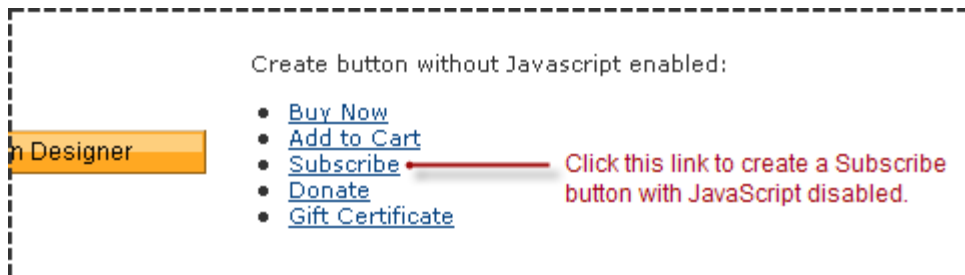 Create button without Javascript enabled:
Buy Now
Add to Cart
n Designer
Subscribe
Click this link to create a Subscribe
button with JavaScript disabled.
Donate
Gift Certificate